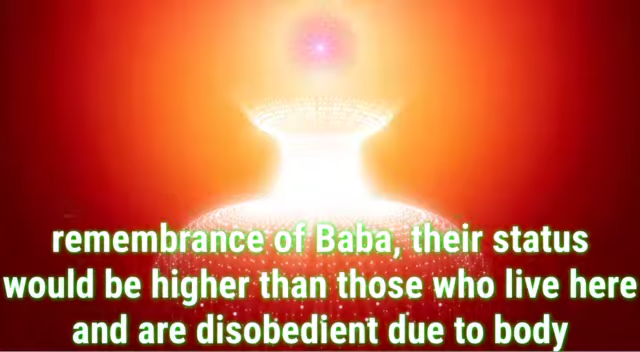 remembrance of Baba, their status
would be higher than those who live here
and are disobedient due to body